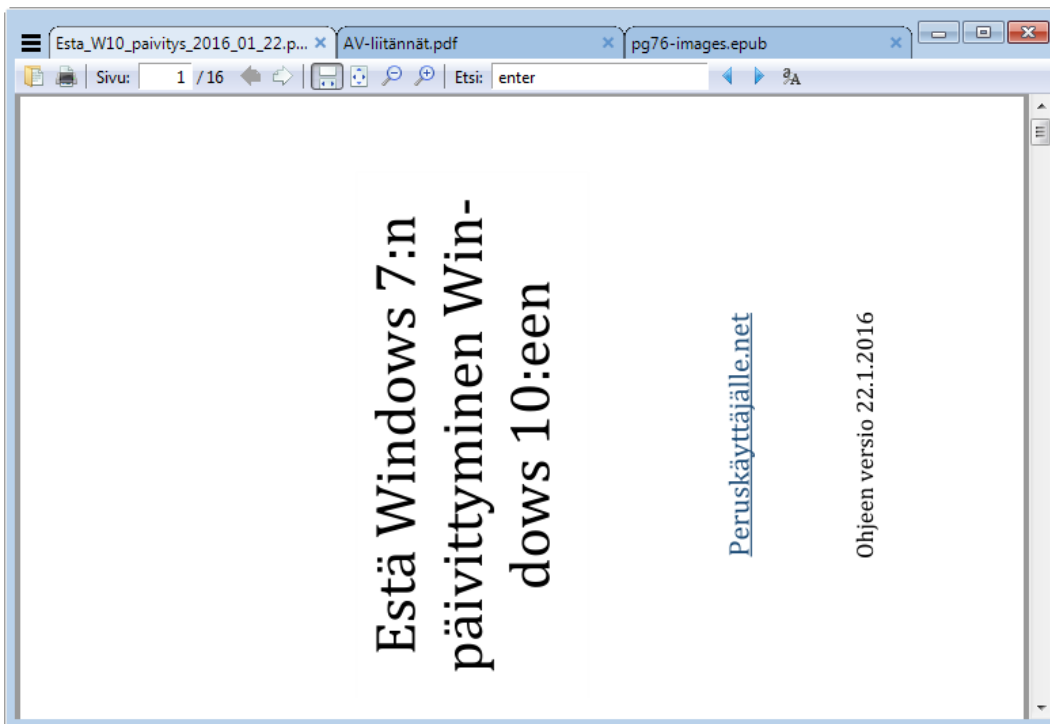 Esta_W10_paivitys_2016_01_22.p...
AV-liitännät.pdf
pg76-images.epub
Sivu: 1 / 16
Etsi: enter
Estä Windows 7:n
päivittyminen Win-
dows 10:een
Peruskäyttäjälle.net
Ohjeen versio 22.1.2016